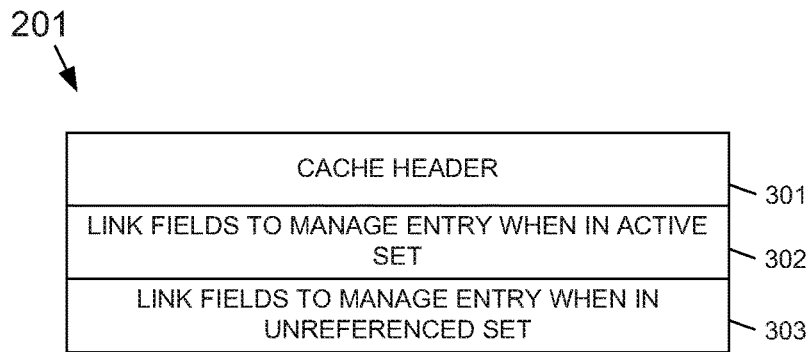 201
CACHE HEADER
301
LINK FIELDS TO MANAGE ENTRY WHEN IN ACTIVE
SET
302
LINK FIELDS TO MANAGE ENTRY WHEN IN
UNREFERENCED SET
303